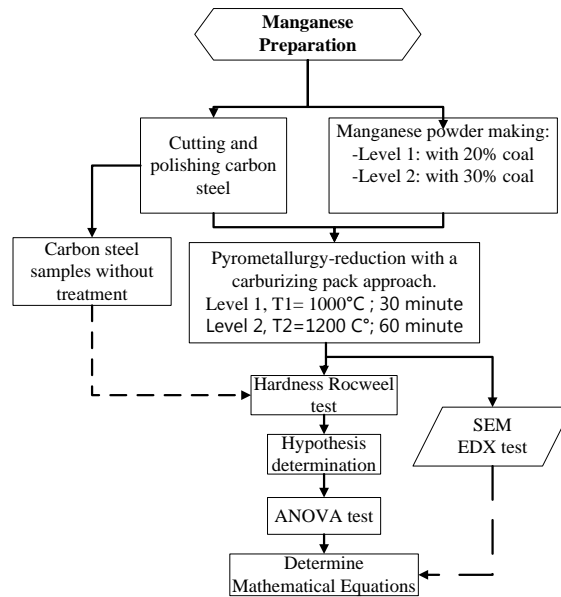 Manganese
Preparation
Cutting and
polishing carbon
steel
Manganese powder making:
-Level 1: with 20% coal
-Level 2: with 30% coal
Carbon steel
samples without
treatment
Pyrometallurgy-reduction with a
carburizing pack approach.
Level 1, T1= 1000°C ; 30 minute
Level 2, T2=1200 C°; 60 minute
Hardness Rocweel
test
SEM
EDX test
Hypothesis
determination
ANOVA test
Determine
Mathematical Equations